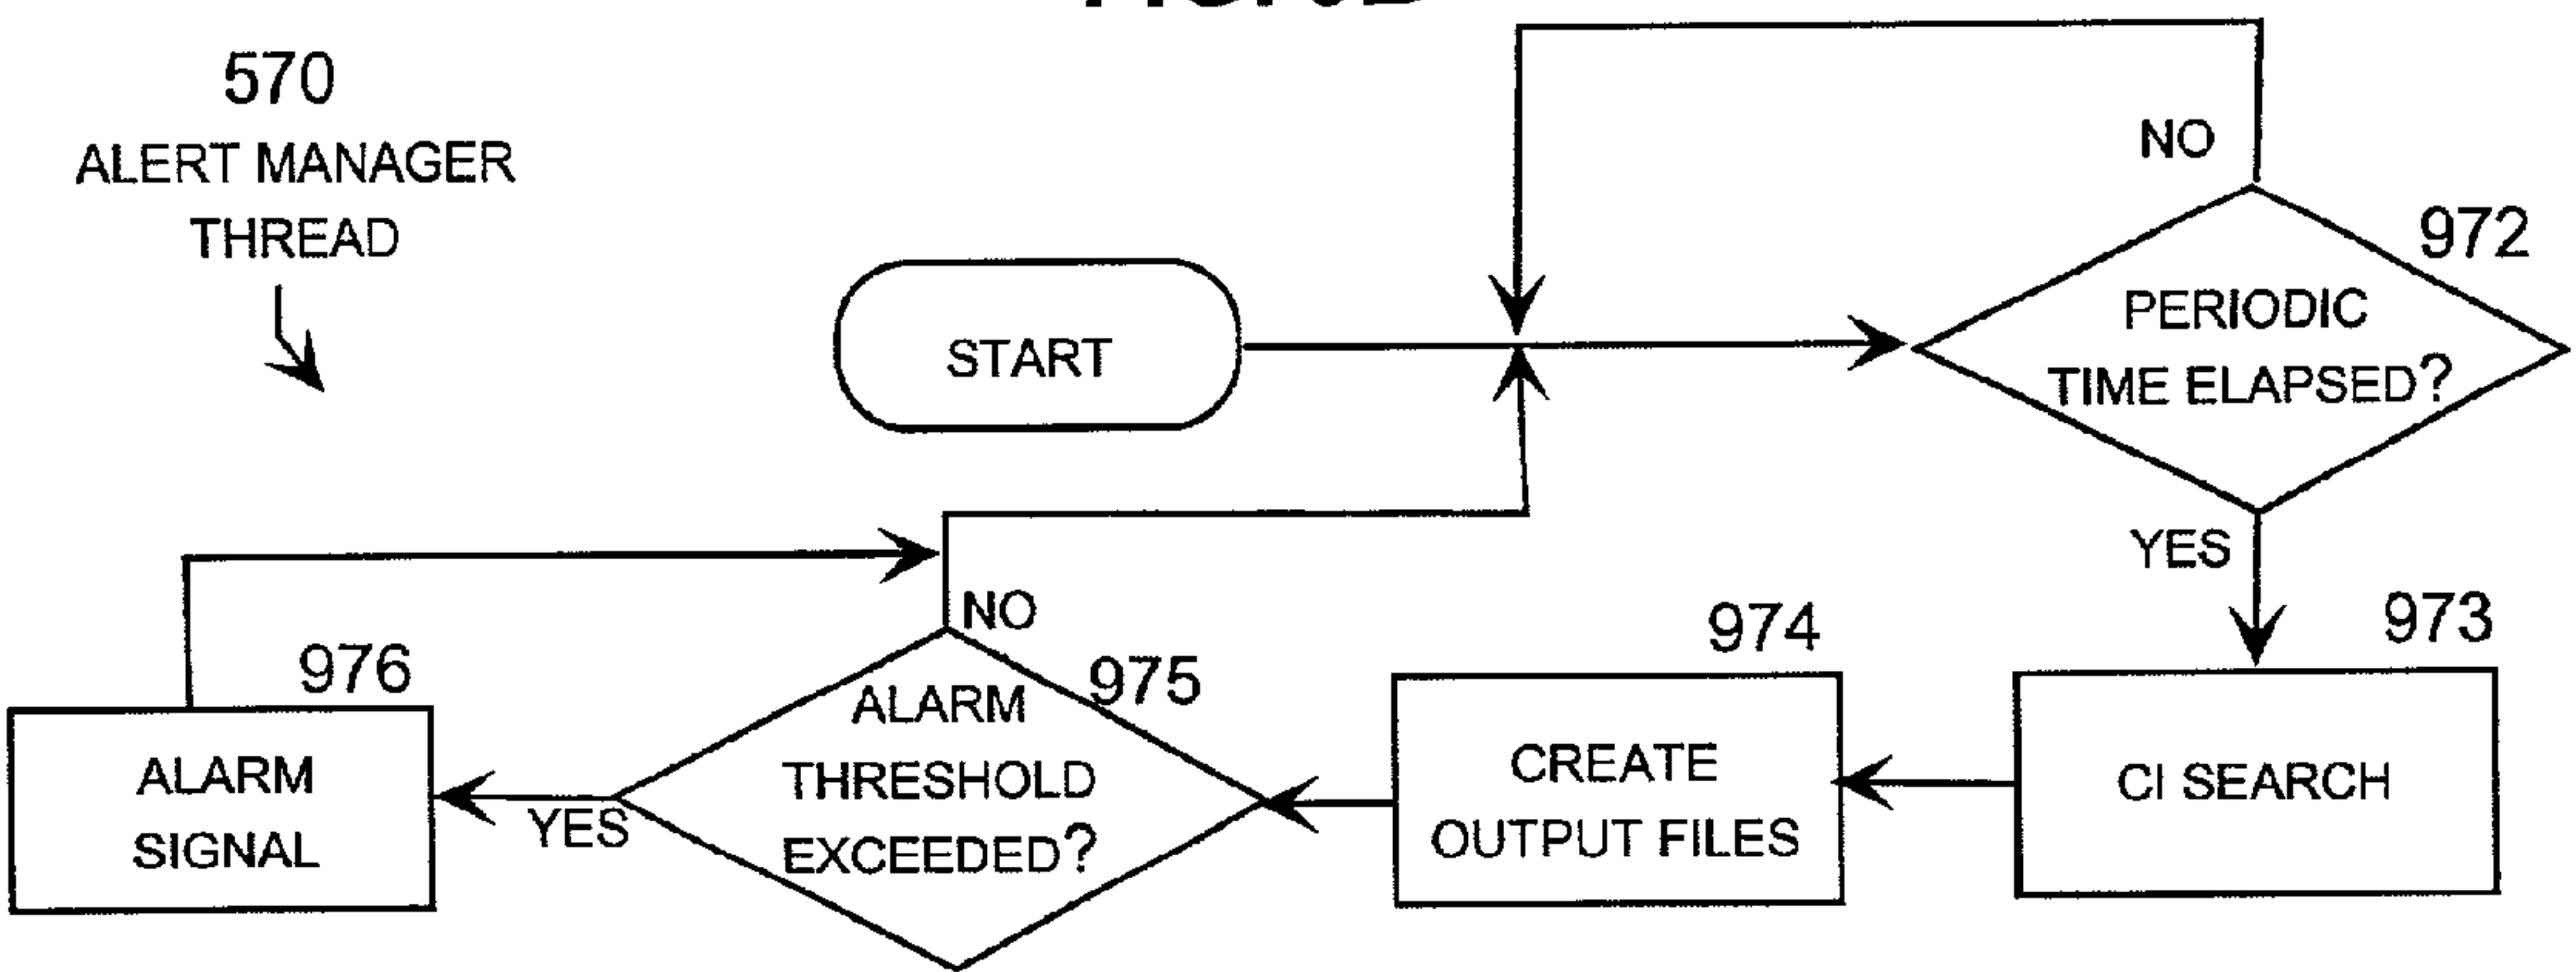 570
ALERT MANAGER
THREAD
START
NO
972
PERIODIC
TIME ELAPSED?
YES
973
CI SEARCH
974
CREATE
OUTPUT FILES
975
NO
ALARM
THRESHOLD
EXCEEDED?
YES
976
ALARM
SIGNAL